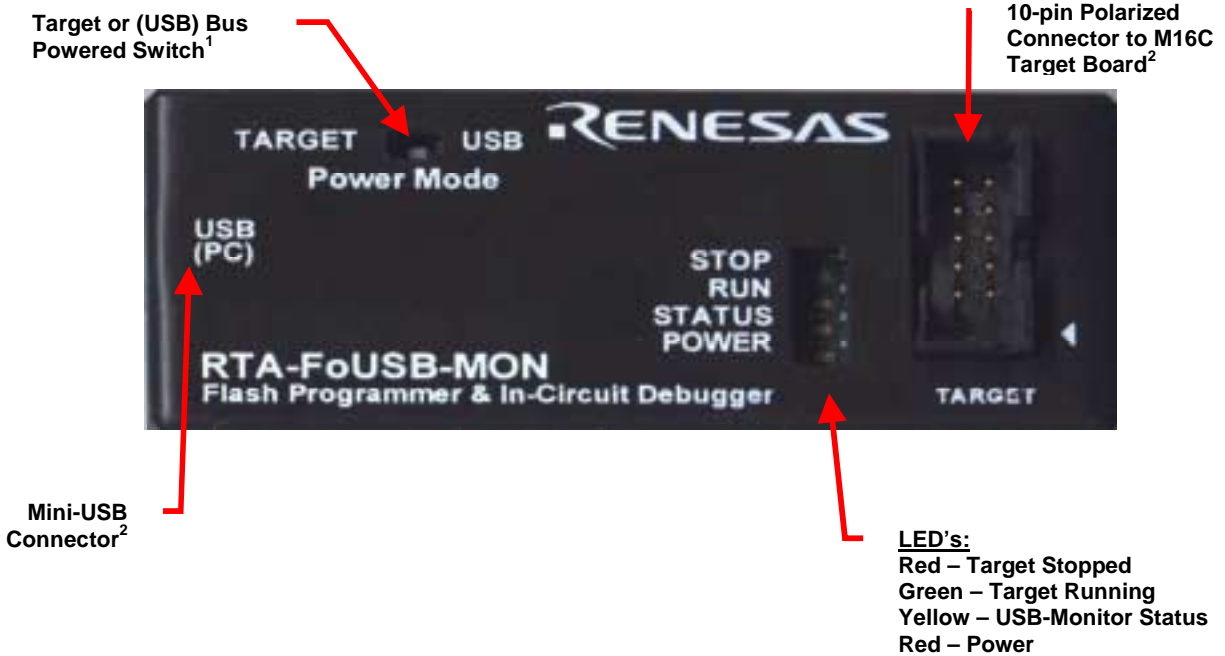 Target or (USB) Bus
Powered Switch1
10-pin Polarized
Connector to M16C
Target Board2
RENESAS
TARGET USB
Power Mode
USB
(PC)
STOP
RUN
STATUS
POWER
RTA-FoUSB-MON
Flash Programmer & In-Circuit Debugger
TARGET
Mini-USB
Connector2
LED's:
Red – Target Stopped
Green – Target Running
Yellow – USB-Monitor Status
Red – Power